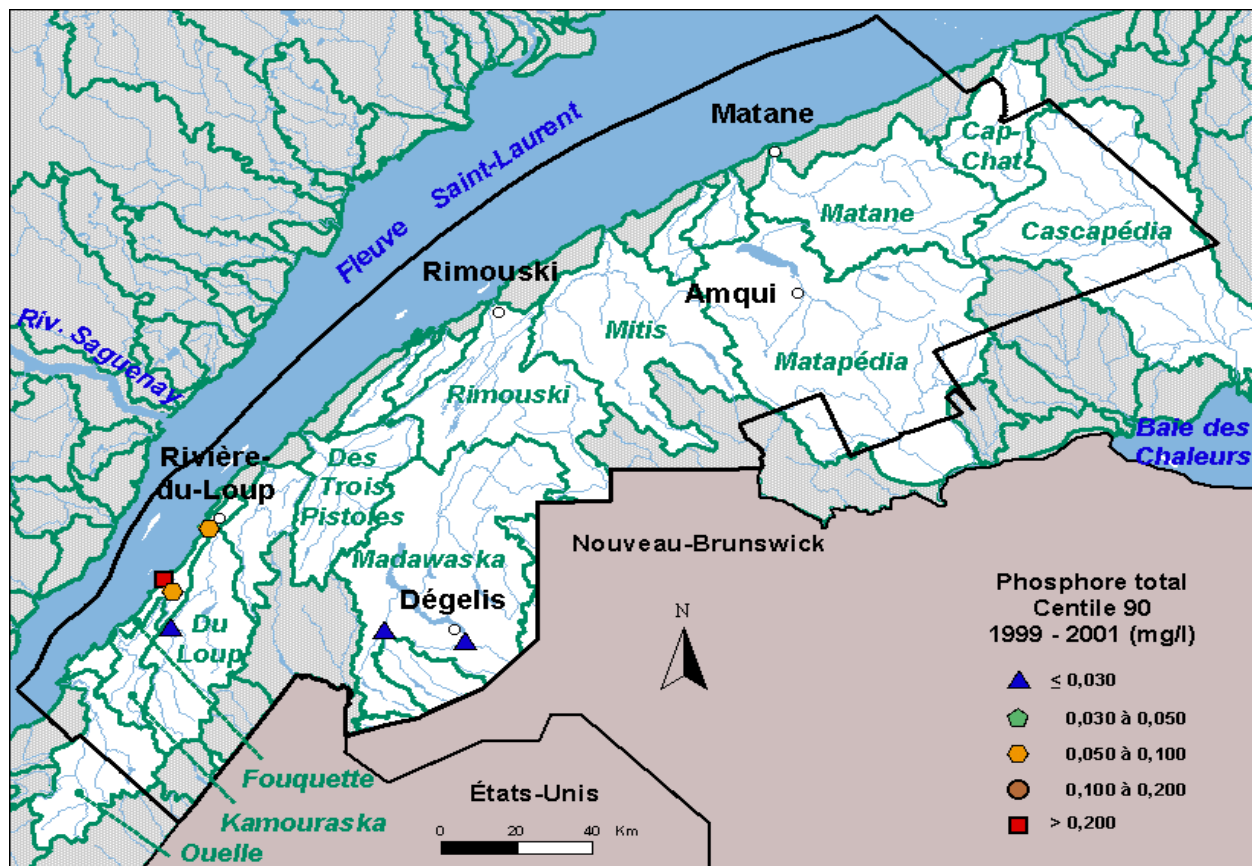 Matane
Cap-
Chat
Fleuve Saint-Laurent
Matane
Cascapédia
Rimouski
Amqui
Riv. Saguenay
Mitis
Matapédia
Rimouski
Baie des
Chaleurs
Rivière-
du-Loup
Des
Trois
Pistoles
Nouveau-Brunswick
Madawaska
Dégelis
Du
Loup
N
Phosphore total
Centile 90
1999 - 2001 (mg/l)
≤ 0,030
0,030 à 0,050
0,050 à 0,100
0,100 à 0,200
> 0,200
Fouquette
Kamouraska
Ouelle
États-Unis
0 20 40 Km